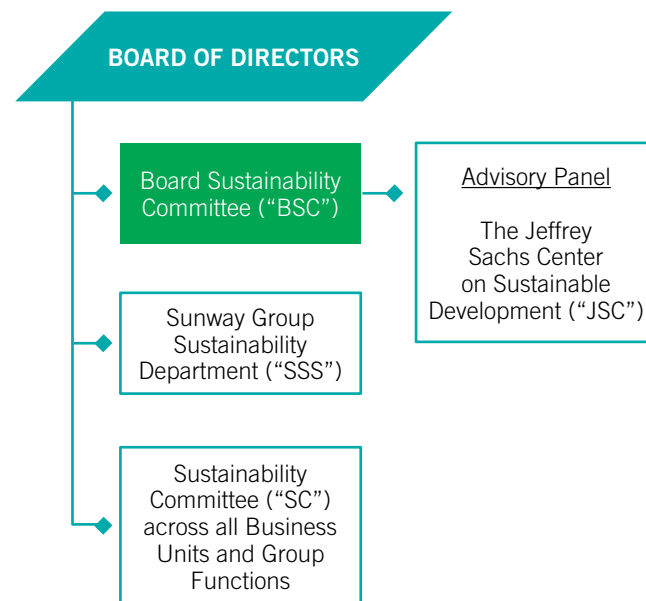 BOARD OF DIRECTORS
Board Sustainability
Committee (“BSC”)
Advisory Panel
The Jeffrey
Sachs Center
on Sustainable
Development (“JSC”)
Sunway Group
Sustainability
Department (“SSS”)
Sustainability
Committee (“SC”)
across all Business
Units and Group
Functions